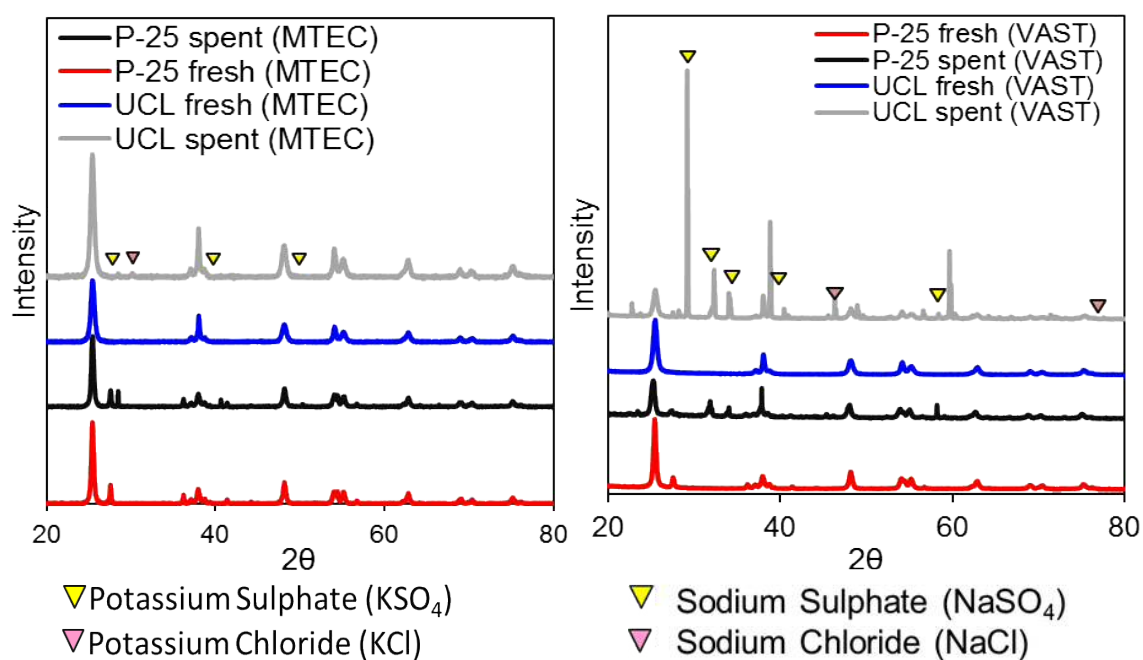 P-25 spent (MTEC)
P-25 fresh (MTEC)
UCL fresh (MTEC)
UCL spent (MTEC)
Intensity
20
40
60
80
2θ
Potassium Sulphate (KSO₄)
Potassium Chloride (KCl)
P-25 fresh (VAST)
P-25 spent (VAST)
UCL fresh (VAST)
UCL spent (VAST)
Intensity
20
40
60
80
2θ
Sodium Sulphate (NaSO₄)
Sodium Chloride (NaCl)